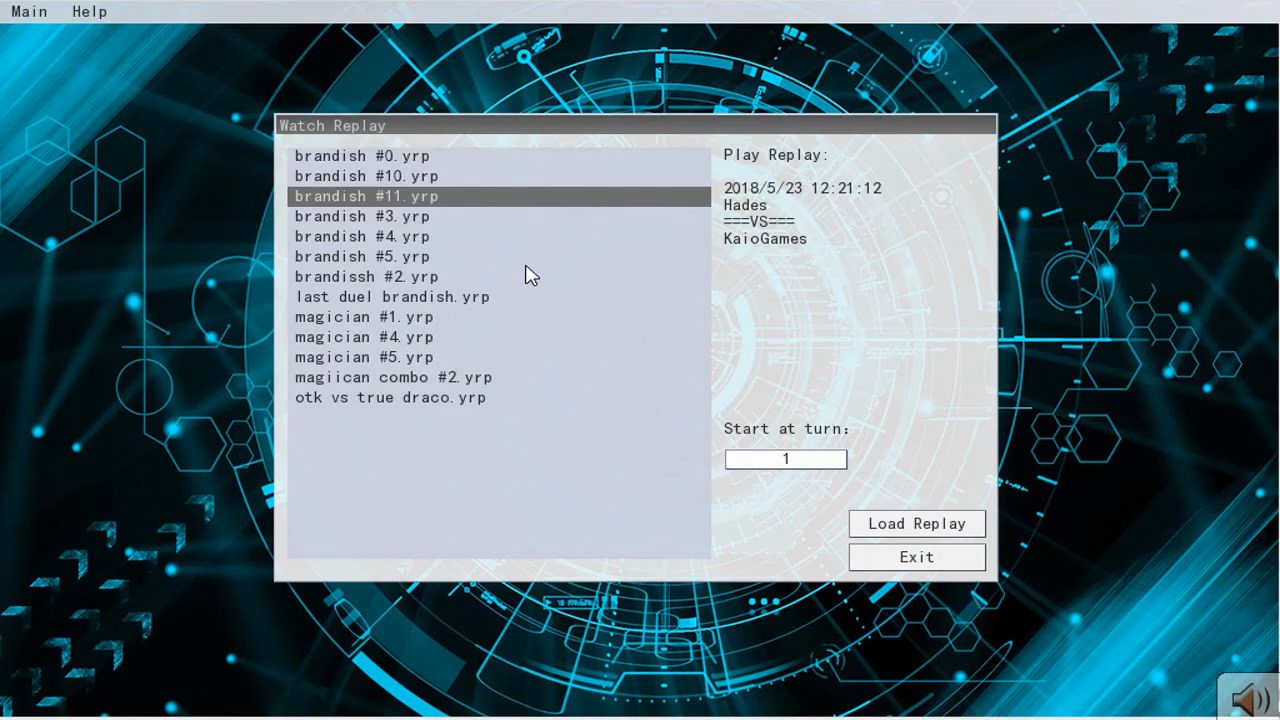 Main Help
Watch Replay
brandish #0.yrp
brandish #10.yrp
brandish #11.yrp
brandish #3.yrp
brandish #4.yrp
brandish #5.yrp
brandissh #2.yrp
last duel brandish.yrp
magician #1.yrp
magician #4.yrp
magician #5.yrp
magiican combo #2.yrp
otk vs true draco.yrp
Play Replay:
2018/5/23 12:21:12
Hades
===VS===
KaioGames
Start at turn:
1
Load Replay
Exit